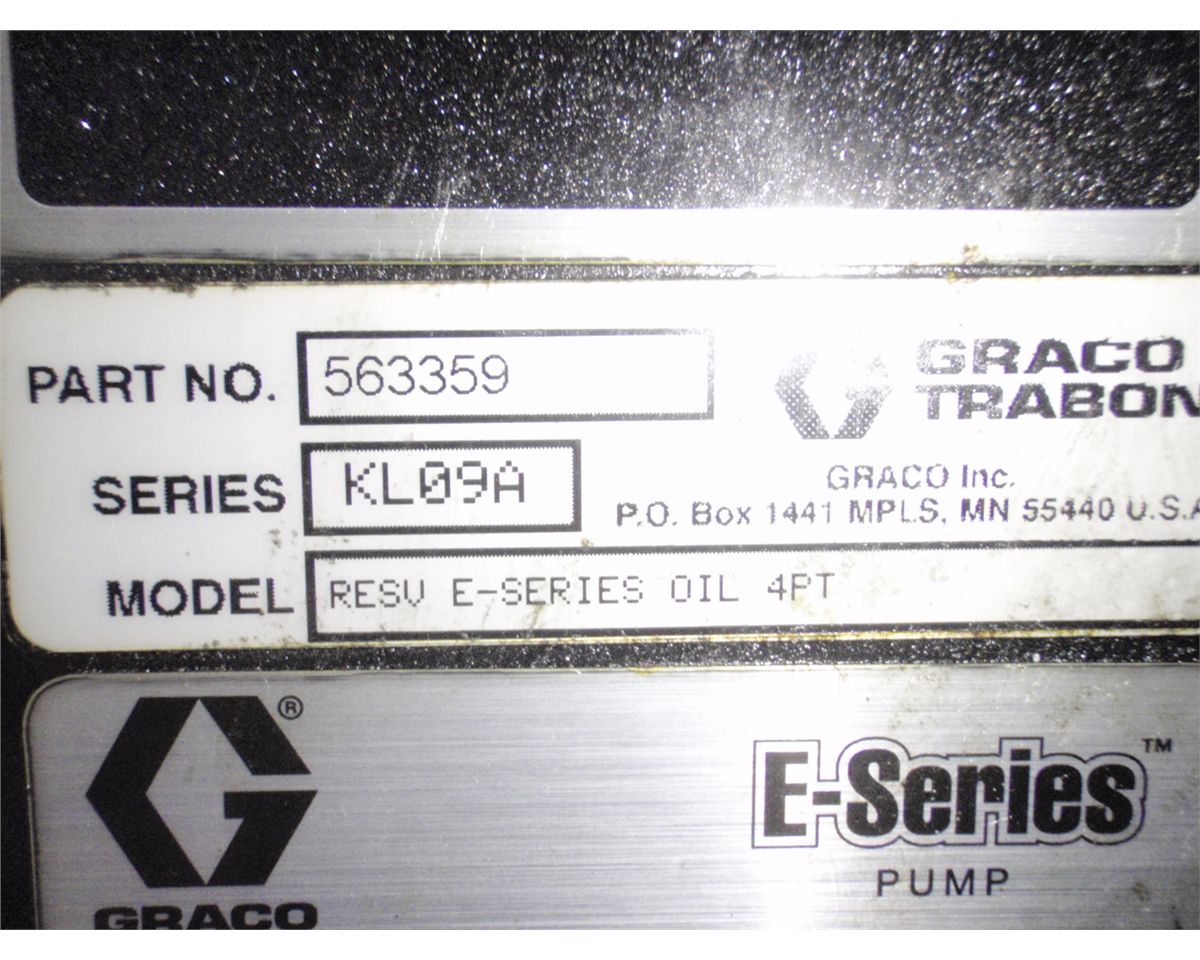 PART NO. 563359
GRACO
TRABON
SERIES KL09A
GRACO Inc.
P.O. Box 1441 MPLS, MN 55440 U.S.A
MODEL RESV E-SERIES OIL 4PT
®
GRACO
E-Series™
PUMP